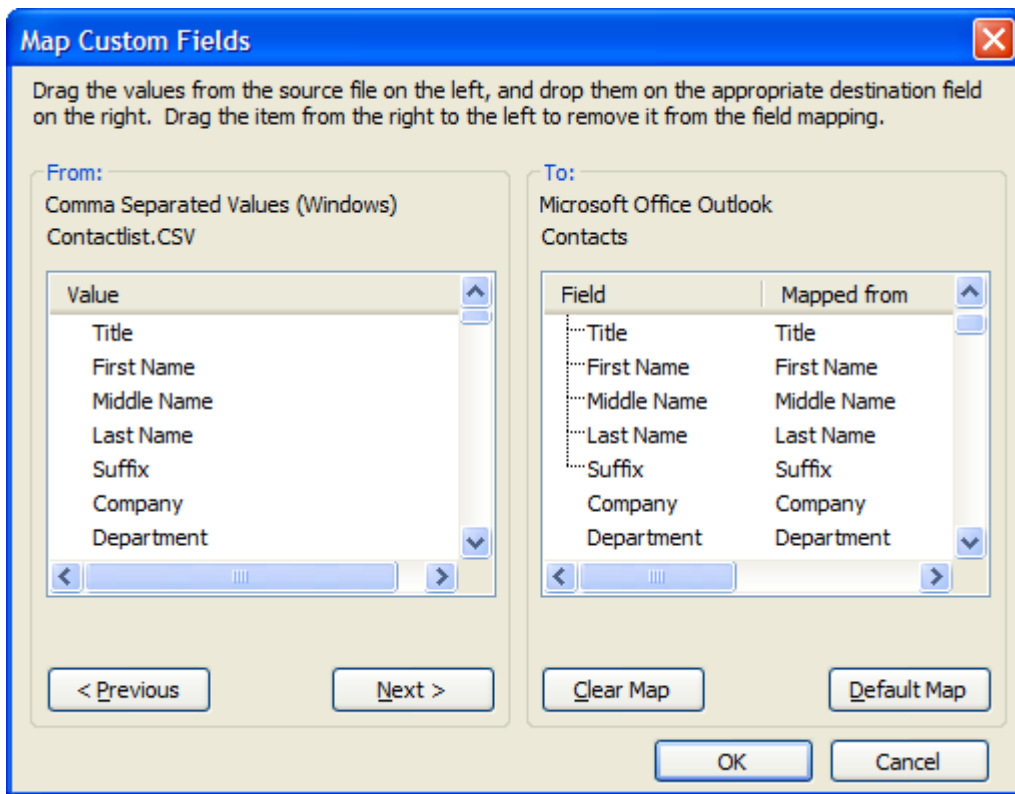 Map Custom Fields
Drag the values from the source file on the left, and drop them on the appropriate destination field
on the right.  Drag the item from the right to the left to remove it from the field mapping.
From:
Comma Separated Values (Windows)
Contactlist.CSV
Value
Title
First Name
Middle Name
Last Name
Suffix
Company
Department
< Previous
Next >
To:
Microsoft Office Outlook
Contacts
Field Mapped from
Title Title
First Name First Name
Middle Name Middle Name
Last Name Last Name
Suffix Suffix
Company Company
Department Department
Clear Map
Default Map
OK
Cancel